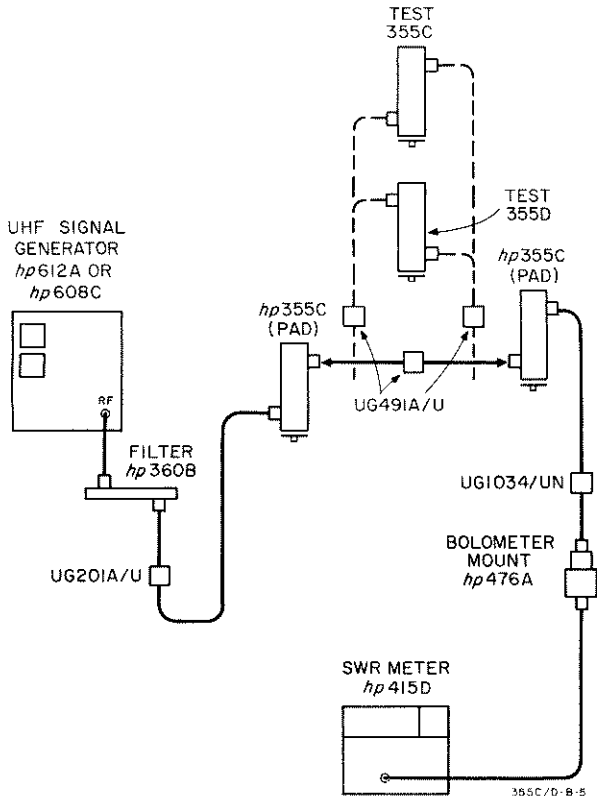 TEST
355C
TEST
355D
UHF SIGNAL
GENERATOR
hp612A OR
hp608C
hp355C
(PAD)
hp355C
(PAD)
RF
UG491A/U
FILTER
hp360B
UG201A/U
UG1034/UN
BOLOMETER
MOUNT
hp476A
SWR METER
hp415D
355C/D-B-5